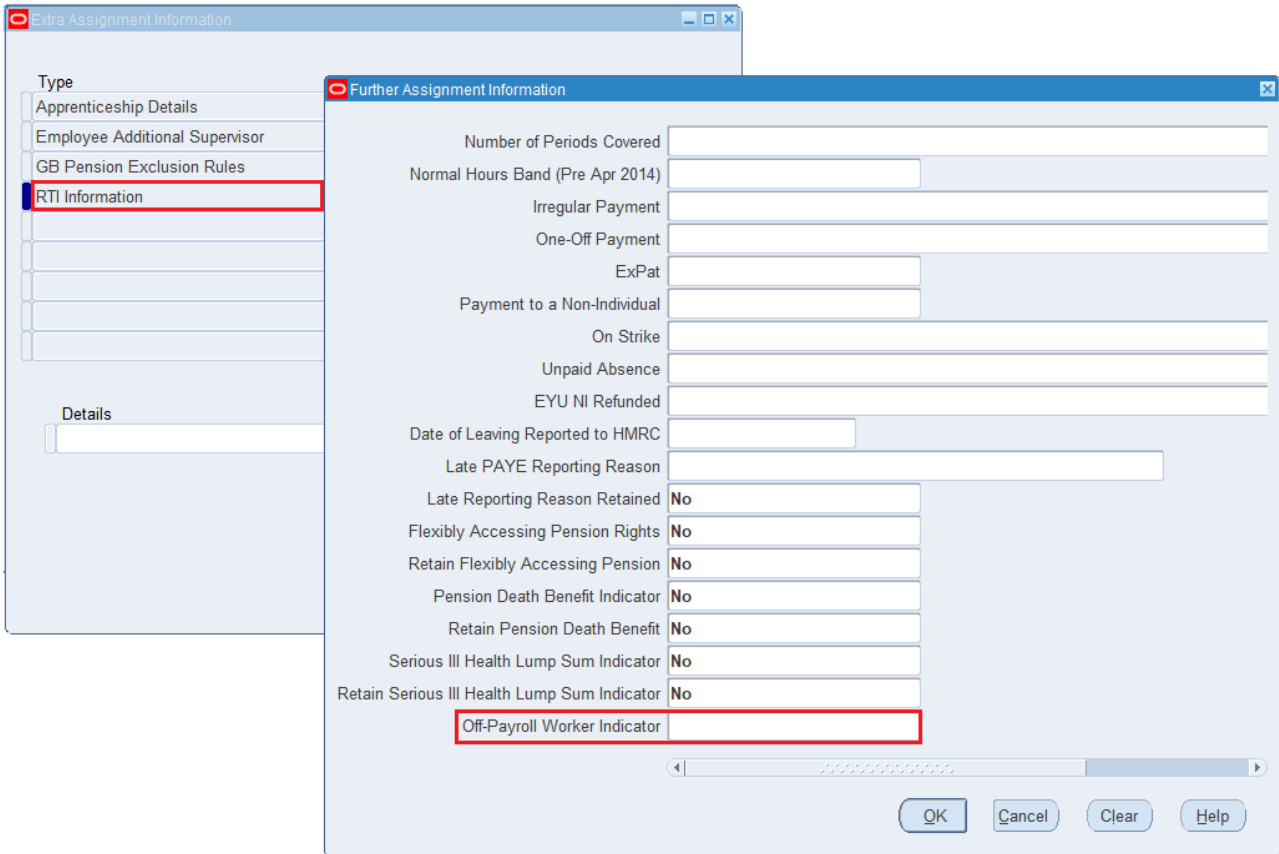 Extra Assignment Information
Type
Apprenticeship Details
Employee Additional Supervisor
GB Pension Exclusion Rules
RTI Information
Details
Further Assignment Information
Number of Periods Covered
Normal Hours Band (Pre Apr 2014)
Irregular Payment
One-Off Payment
ExPat
Payment to a Non-Individual
On Strike
Unpaid Absence
EYU NI Refunded
Date of Leaving Reported to HMRC
Late PAYE Reporting Reason
Late Reporting Reason Retained No
Flexibly Accessing Pension Rights No
Retain Flexibly Accessing Pension No
Pension Death Benefit Indicator No
Retain Pension Death Benefit No
Serious Ill Health Lump Sum Indicator No
Retain Serious Ill Health Lump Sum Indicator No
Off-Payroll Worker Indicator
OK Cancel Clear Help